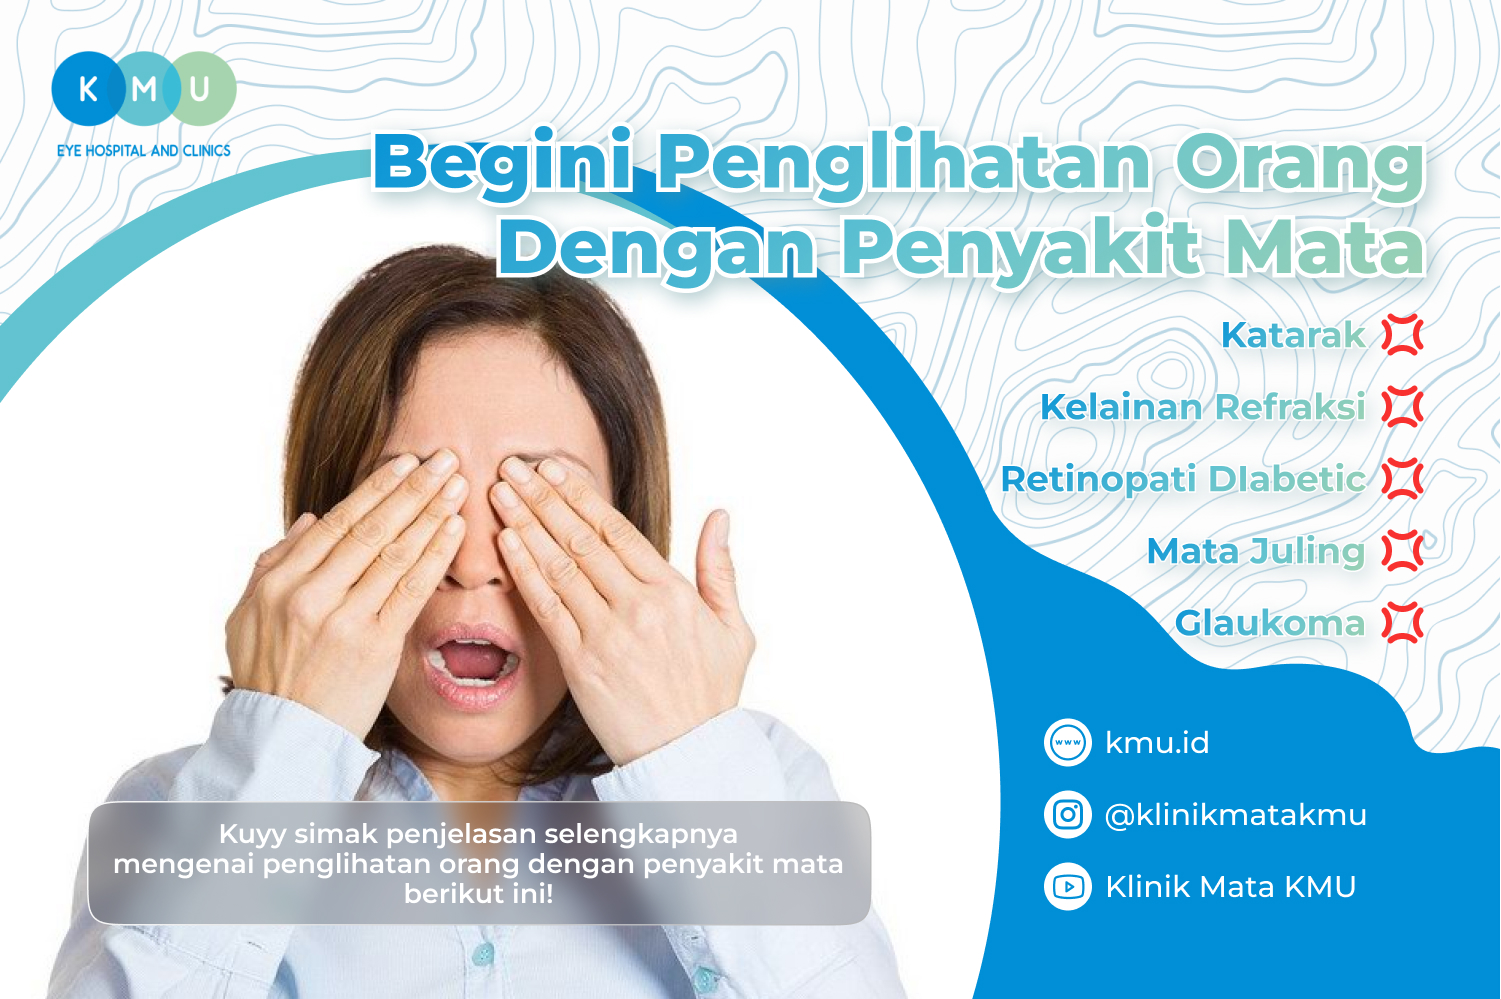 KMU
EYE HOSPITAL AND CLINICS
Begini Penglihatan Orang
Dengan Penyakit Mata
Katarak
Kelainan Refraksi
Retinopati DIabetic
Mata Juling
Glaukoma
www kmu.id
@klinikmatakmu
Klinik Mata KMU
Kuyy simak penjelasan selengkapnya
mengenai penglihatan orang dengan penyakit mata
berikut ini!